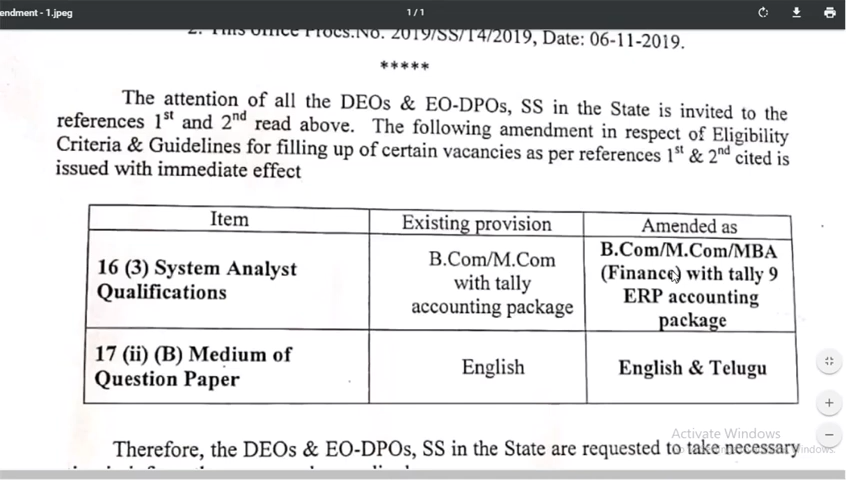 endment - 1.jpeg
1 / 1
2. This Office Procs.No. 2019/SS/T4/2019, Date: 06-11-2019.
*****
The attention of all the DEOs & EO-DPOs, SS in the State is invited to the
references 1st and 2nd read above. The following amendment in respect of Eligibility
Criteria & Guidelines for filling up of certain vacancies as per references 1st & 2nd cited is
issued with immediate effect
Item
Existing provision
Amended as
16 (3) System Analyst
Qualifications
B.Com/M.Com
with tally
accounting package
B.Com/M.Com/MBA
(Finance) with tally 9
ERP accounting
package
17 (ii) (B) Medium of
Question Paper
English
English & Telugu
Activate Windows
Therefore, the DEOs & EO-DPOs, SS in the State are requested to take necessary